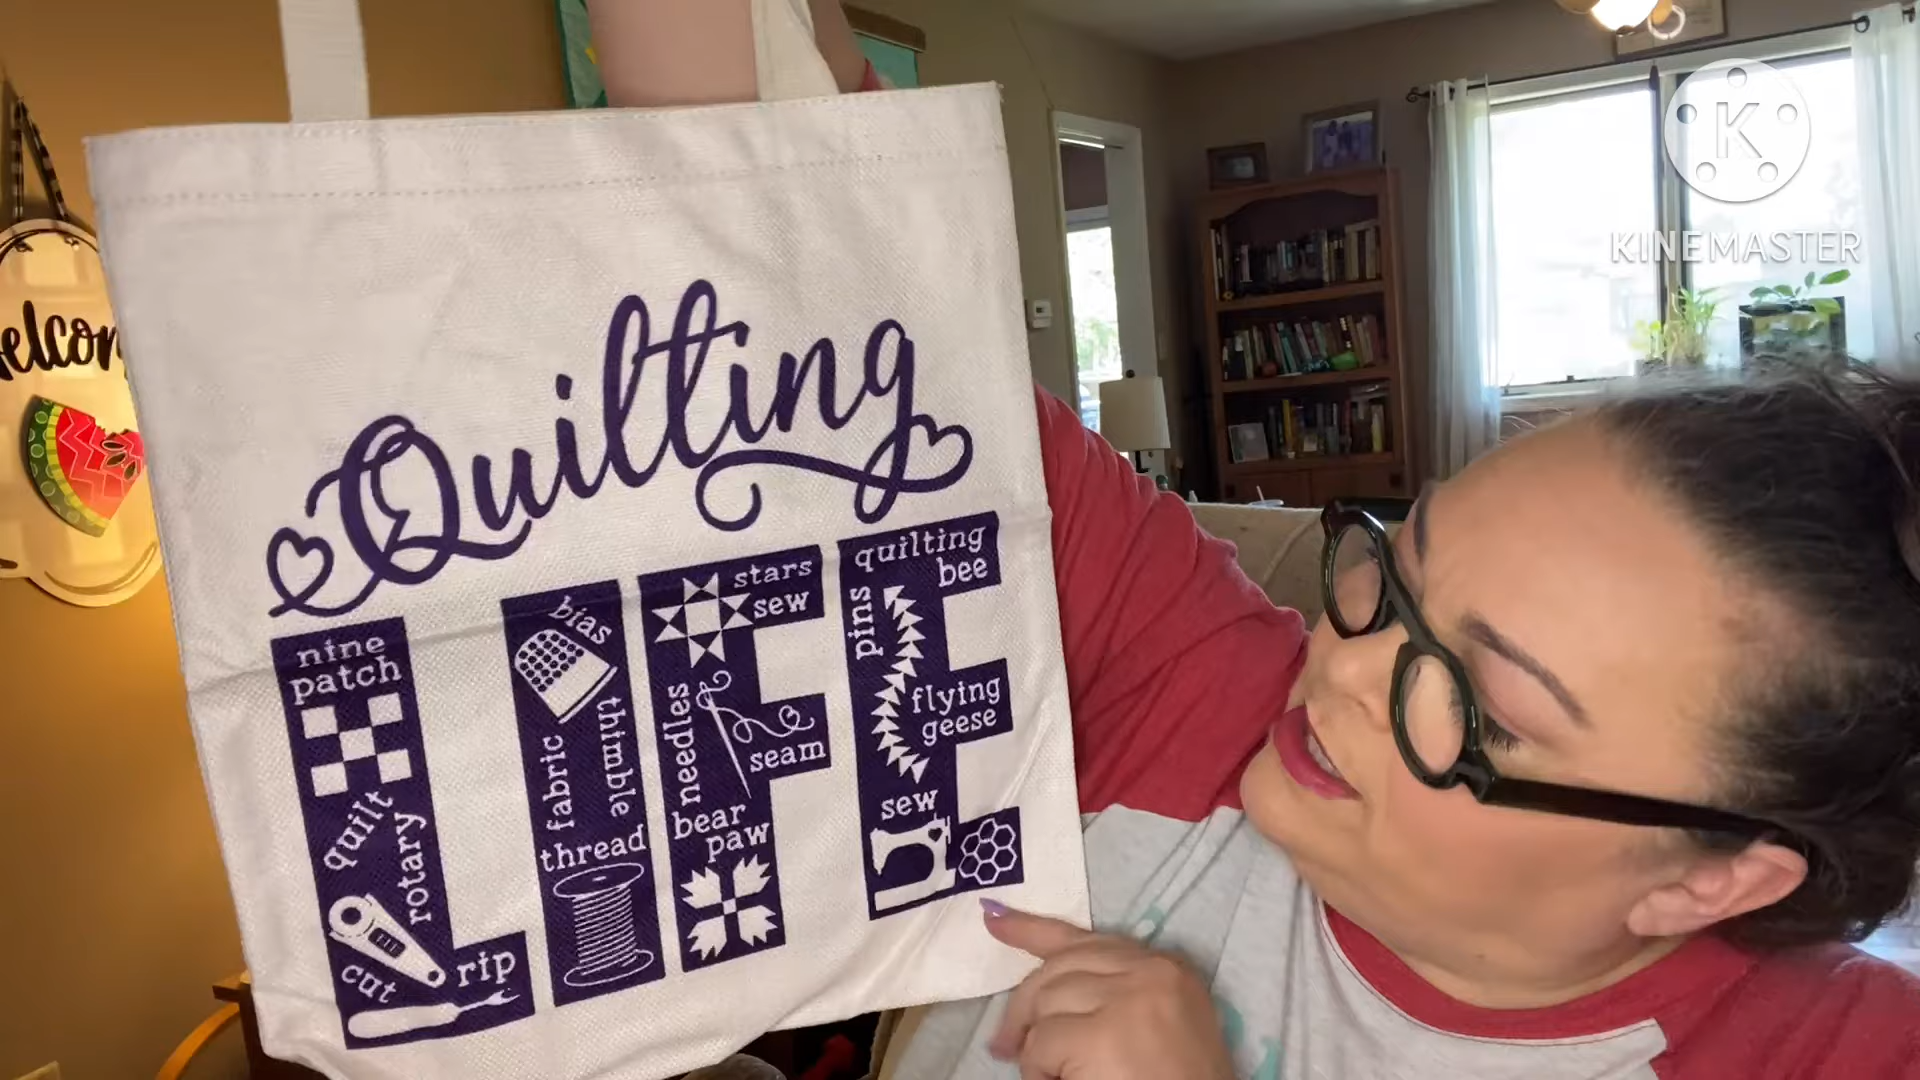 KINEMASTER
elcom
Quilting
LIFE
nine
patch
quilt
rotary
cut
rip
bias
fabric
thimble
thread
stars
sew
needles
seam
bear
paw
quilting
bee
pins
flying
geese
sew